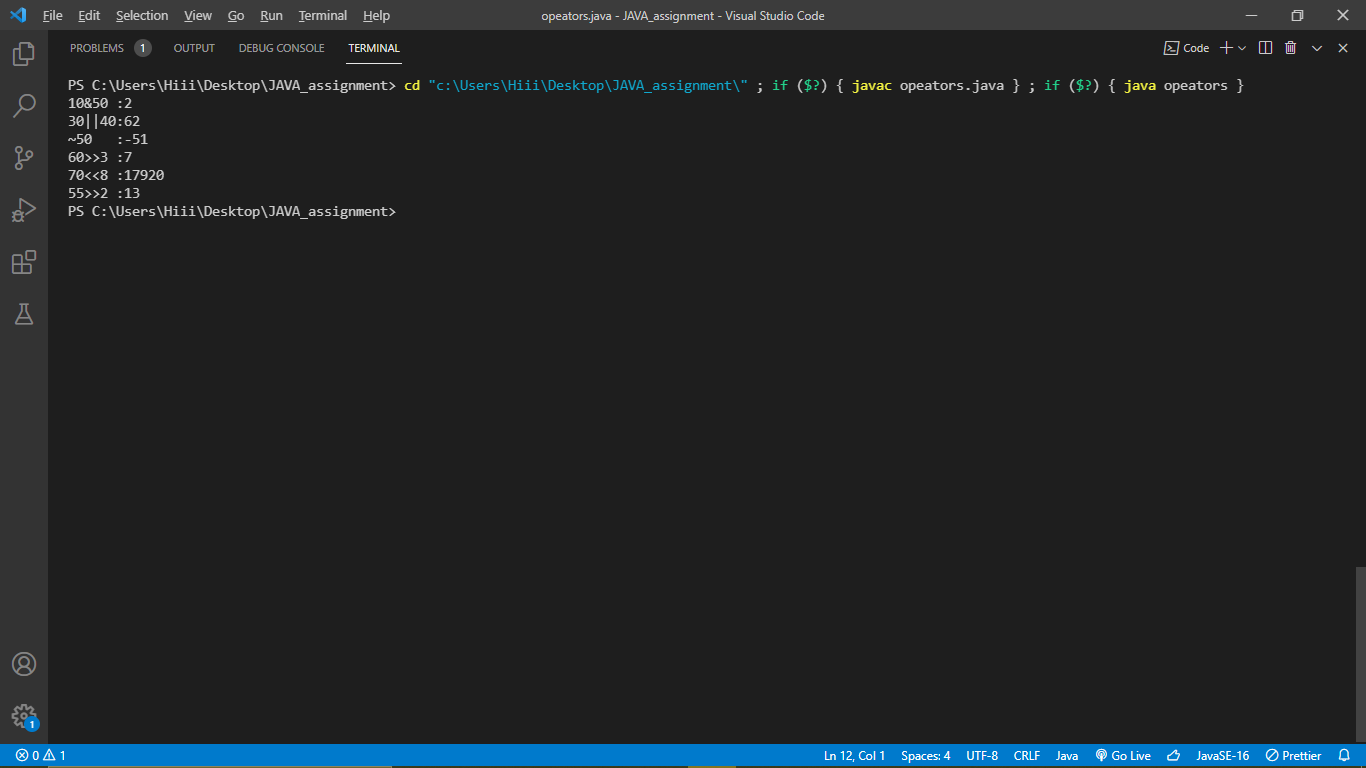 File Edit Selection View Go Run Terminal Help opeators.java - JAVA_assignment - Visual Studio Code
PROBLEMS 1 OUTPUT DEBUG CONSOLE TERMINAL Code
PS C:\Users\Hiii\Desktop\JAVA_assignment> cd "c:\Users\Hiii\Desktop\JAVA_assignment\" ; if ($?) { javac opeators.java } ; if ($?) { java opeators }
10&50 :2
30||40:62
~50   :-51
60>>3 :7
70<<8 :17920
55>>2 :13
PS C:\Users\Hiii\Desktop\JAVA_assignment>
1
0 1 Ln 12, Col 1 Spaces: 4 UTF-8 CRLF Java Go Live JavaSE-16 Prettier